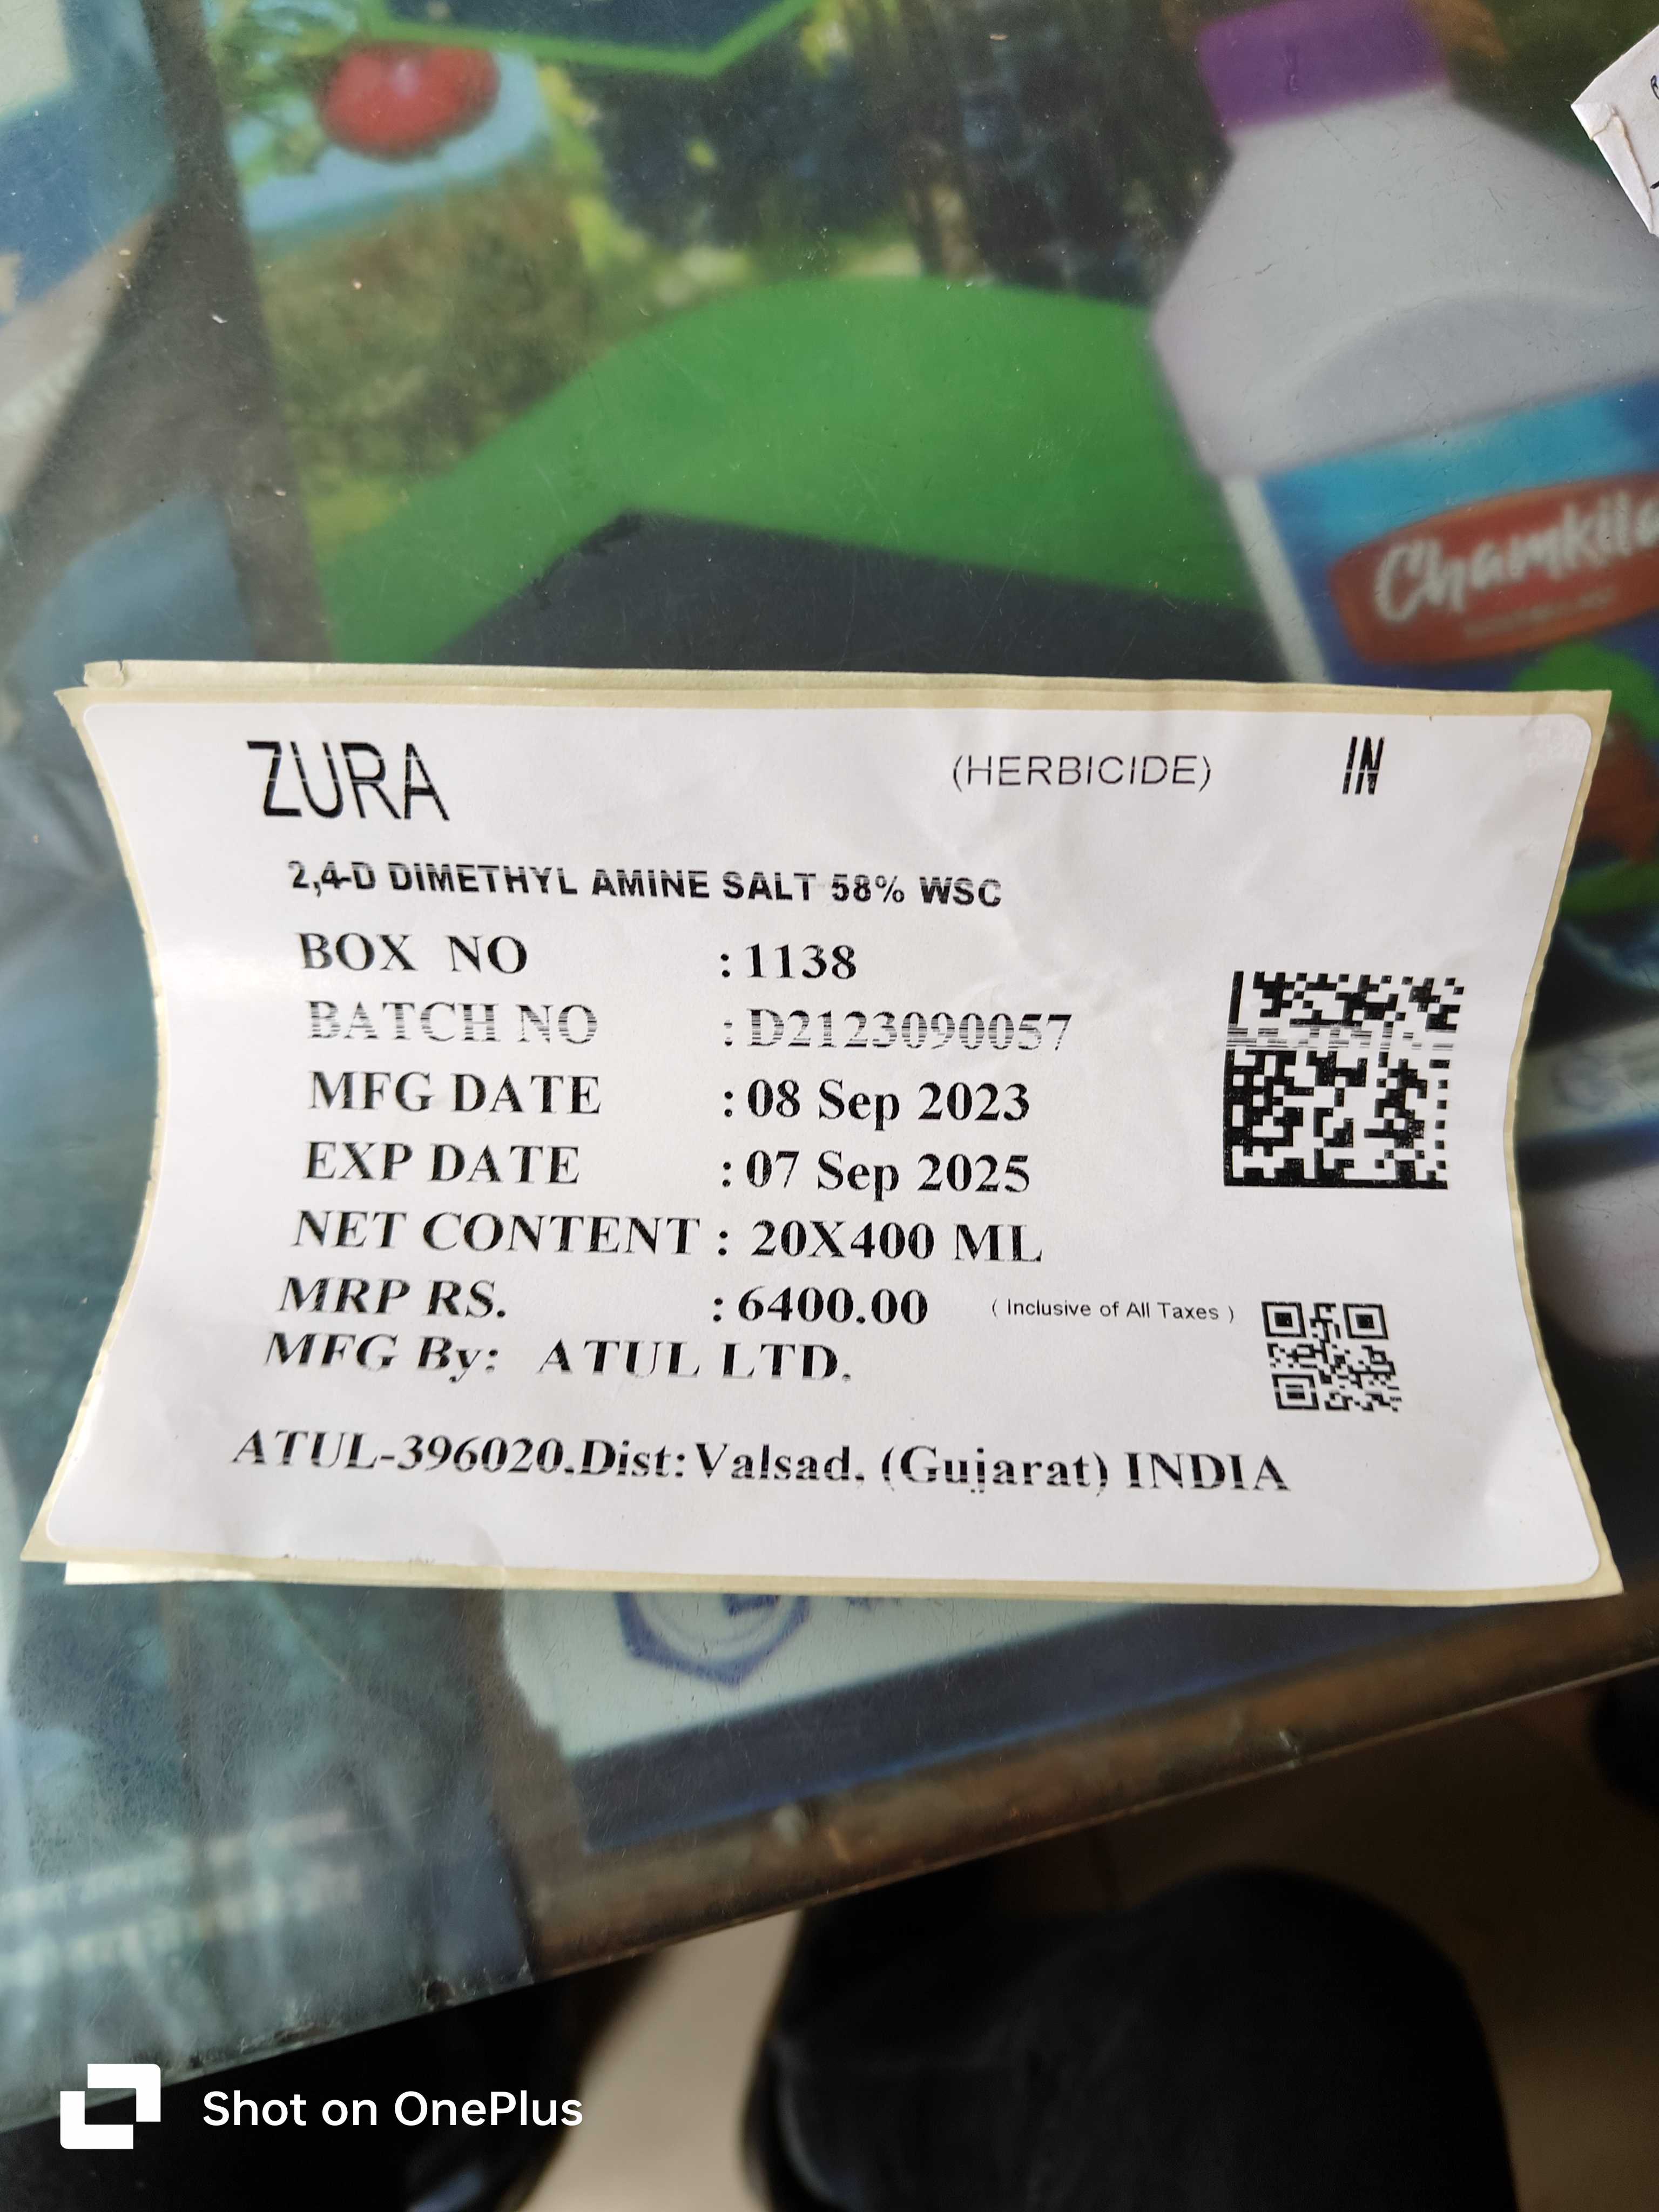 Chamkila
ZURA (HERBICIDE) IN
2,4-D DIMETHYL AMINE SALT 58% WSC
BOX NO : 1138
BATCH NO : D2123090057
MFG DATE : 08 Sep 2023
EXP DATE : 07 Sep 2025
NET CONTENT : 20X400 ML
MRP RS. : 6400.00 ( Inclusive of All Taxes )
MFG By: ATUL LTD.
ATUL-396020.Dist:Valsad. (Gujarat) INDIA
Shot on OnePlus